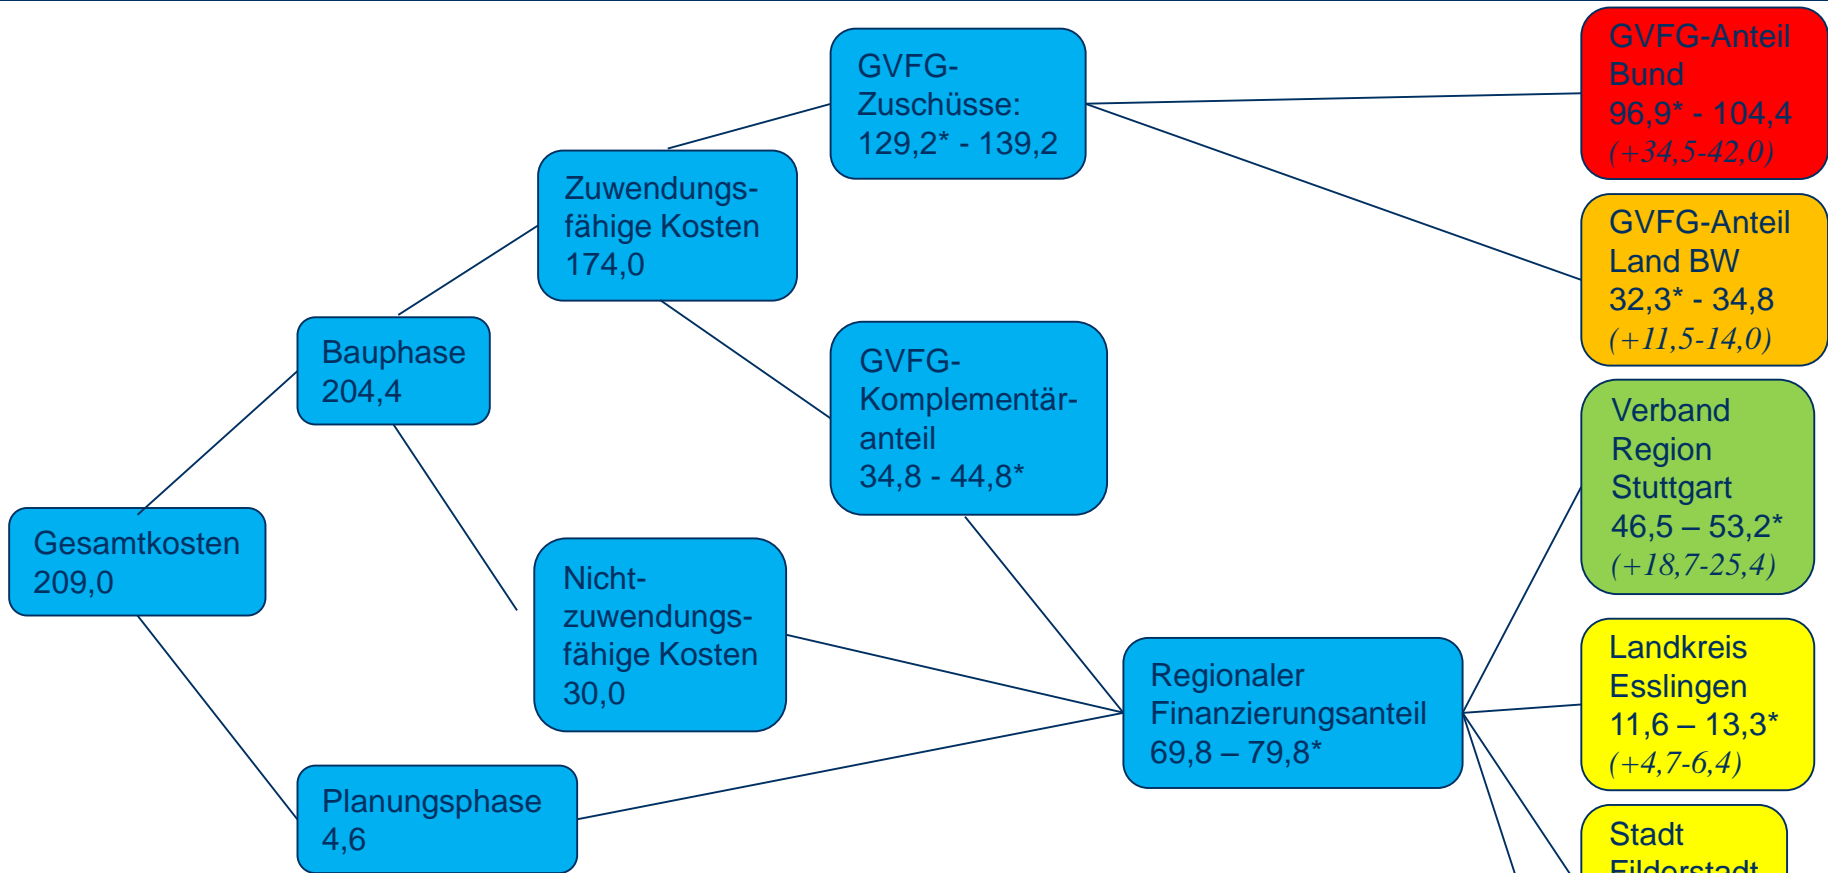 GVFG-
Zuschüsse:
129,2* - 139,2
GVFG-Anteil
Bund
96,9* - 104,4
(+34,5-42,0)
Zuwendungs-
fähige Kosten
174,0
GVFG-Anteil
Land BW
32,3* - 34,8
(+11,5-14,0)
Bauphase
204,4
GVFG-
Komplementär-
anteil
34,8 - 44,8*
Verband
Region
Stuttgart
46,5 – 53,2*
(+18,7-25,4)
Gesamtkosten
209,0
Nicht-
zuwendungs-
fähige Kosten
30,0
Regionaler
Finanzierungsanteil
69,8 – 79,8*
Landkreis
Esslingen
11,6 – 13,3*
(+4,7-6,4)
Planungsphase
4,6
Stadt
Filderstadt